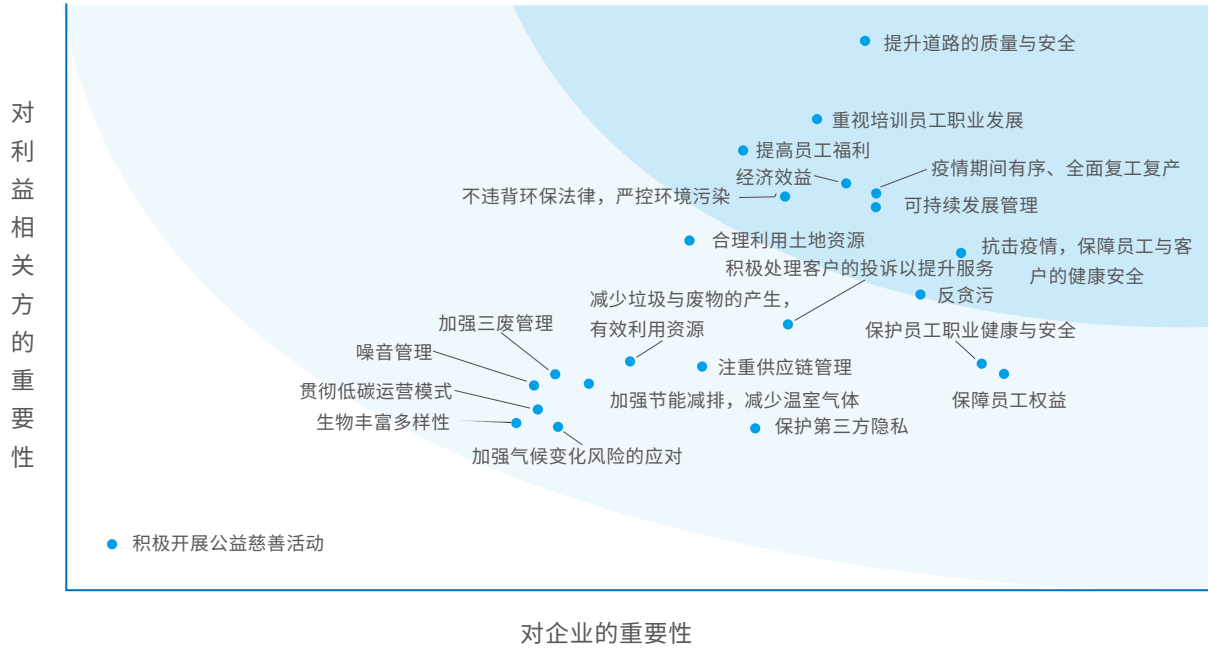 对利益相关方的重要性
提升道路的质量与安全
重视培训员工职业发展
提高员工福利
经济效益
疫情期间有序、全面复工复产
不违背环保法律，严控环境污染
可持续发展管理
合理利用土地资源
抗击疫情，保障员工与客
户的健康安全
积极处理客户的投诉以提升服务
反贪污
减少垃圾与废物的产生，
有效利用资源
加强三废管理
保护员工职业健康与安全
噪音管理
注重供应链管理
贯彻低碳运营模式
加强节能减排，减少温室气体
保障员工权益
生物丰富多样性
保护第三方隐私
加强气候变化风险的应对
积极开展公益慈善活动
对企业的重要性